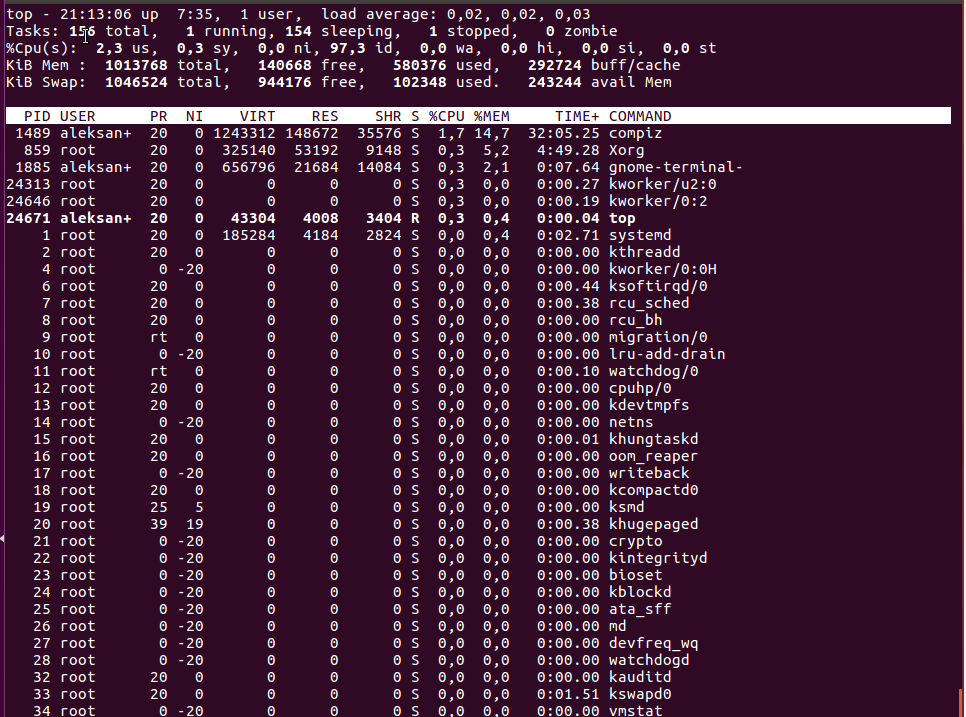 top - 21:13:06 up  7:35,  1 user,  load average: 0,02, 0,02, 0,03
Tasks: 156 total,   1 running, 154 sleeping,   1 stopped,   0 zombie
%Cpu(s):  2,3 us,  0,3 sy,  0,0 ni, 97,3 id,  0,0 wa,  0,0 hi,  0,0 si,  0,0 st
KiB Mem :  1013768 total,   140668 free,   580376 used,   292724 buff/cache
KiB Swap:  1046524 total,   944176 free,   102348 used.   243244 avail Mem
PID USER      PR  NI    VIRT    RES    SHR S %CPU %MEM     TIME+ COMMAND
1489 aleksan+  20   0 1243312 148672  35576 S  1,7 14,7  32:05.25 compiz
859 root      20   0  325140  53192   9148 S  0,3  5,2   4:49.28 Xorg
1885 aleksan+  20   0  656796  21684  14084 S  0,3  2,1   0:07.64 gnome-terminal-
24313 root      20   0       0      0      0 S  0,3  0,0   0:00.27 kworker/u2:0
24646 root      20   0       0      0      0 S  0,3  0,0   0:00.19 kworker/0:2
24671 aleksan+  20   0   43304   4008   3404 R  0,3  0,4   0:00.04 top
1 root      20   0  185284   4184   2824 S  0,0  0,4   0:02.71 systemd
2 root      20   0       0      0      0 S  0,0  0,0   0:00.00 kthreadd
4 root       0 -20       0      0      0 S  0,0  0,0   0:00.00 kworker/0:0H
6 root      20   0       0      0      0 S  0,0  0,0   0:00.44 ksoftirqd/0
7 root      20   0       0      0      0 S  0,0  0,0   0:00.38 rcu_sched
8 root      20   0       0      0      0 S  0,0  0,0   0:00.00 rcu_bh
9 root      rt   0       0      0      0 S  0,0  0,0   0:00.00 migration/0
10 root       0 -20       0      0      0 S  0,0  0,0   0:00.00 lru-add-drain
11 root      rt   0       0      0      0 S  0,0  0,0   0:00.10 watchdog/0
12 root      20   0       0      0      0 S  0,0  0,0   0:00.00 cpuhp/0
13 root      20   0       0      0      0 S  0,0  0,0   0:00.00 kdevtmpfs
14 root       0 -20       0      0      0 S  0,0  0,0   0:00.00 netns
15 root      20   0       0      0      0 S  0,0  0,0   0:00.01 khungtaskd
16 root      20   0       0      0      0 S  0,0  0,0   0:00.00 oom_reaper
17 root       0 -20       0      0      0 S  0,0  0,0   0:00.00 writeback
18 root      20   0       0      0      0 S  0,0  0,0   0:00.00 kcompactd0
19 root      25   5       0      0      0 S  0,0  0,0   0:00.00 ksmd
20 root      39  19       0      0      0 S  0,0  0,0   0:00.38 khugepaged
21 root       0 -20       0      0      0 S  0,0  0,0   0:00.00 crypto
22 root       0 -20       0      0      0 S  0,0  0,0   0:00.00 kintegrityd
23 root       0 -20       0      0      0 S  0,0  0,0   0:00.00 bioset
24 root       0 -20       0      0      0 S  0,0  0,0   0:00.00 kblockd
25 root       0 -20       0      0      0 S  0,0  0,0   0:00.00 ata_sff
26 root       0 -20       0      0      0 S  0,0  0,0   0:00.00 md
27 root       0 -20       0      0      0 S  0,0  0,0   0:00.00 devfreq_wq
28 root       0 -20       0      0      0 S  0,0  0,0   0:00.00 watchdogd
32 root      20   0       0      0      0 S  0,0  0,0   0:00.00 kauditd
33 root      20   0       0      0      0 S  0,0  0,0   0:01.51 kswapd0
34 root       0 -20       0      0      0 S  0,0  0,0   0:00.00 vmstat